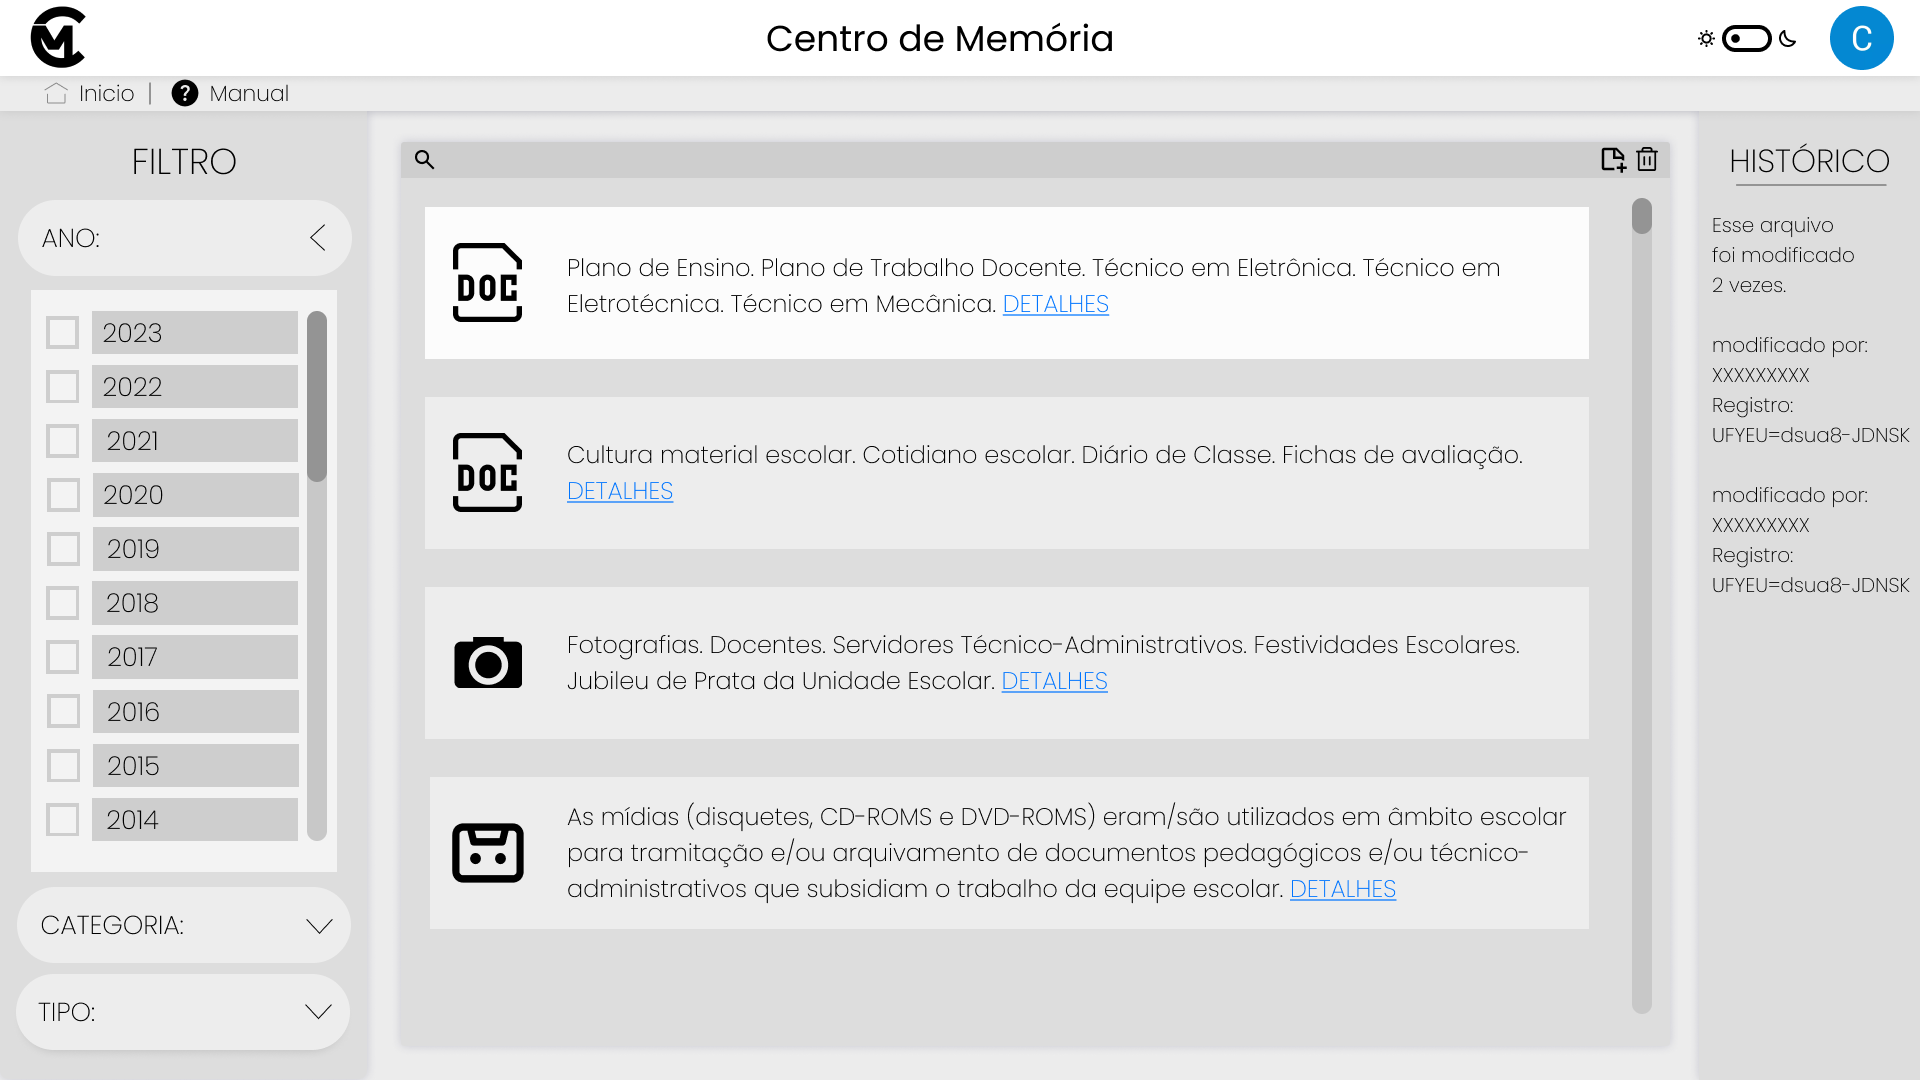 Centro de Memória
C
Inicio | Manual
FILTRO
ANO:
2023
2022
2021
2020
2019
2018
2017
2016
2015
2014
CATEGORIA:
TIPO:
DOC
Plano de Ensino. Plano de Trabalho Docente. Técnico em Eletrônica. Técnico em
Eletrotécnica. Técnico em Mecânica. DETALHES
DOC
Cultura material escolar. Cotidiano escolar. Diário de Classe. Fichas de avaliação.
DETALHES
Fotografias. Docentes. Servidores Técnico-Administrativos. Festividades Escolares.
Jubileu de Prata da Unidade Escolar. DETALHES
As mídias (disquetes, CD-ROMS e DVD-ROMS) eram/são utilizados em âmbito escolar
para tramitação e/ou arquivamento de documentos pedagógicos e/ou técnico-
administrativos que subsidiam o trabalho da equipe escolar. DETALHES
HISTÓRICO
Esse arquivo
foi modificado
2 vezes.
modificado por:
XXXXXXXXX
Registro:
UFYEU=dsua8-JDNSK
modificado por:
XXXXXXXXX
Registro:
UFYEU=dsua8-JDNSK